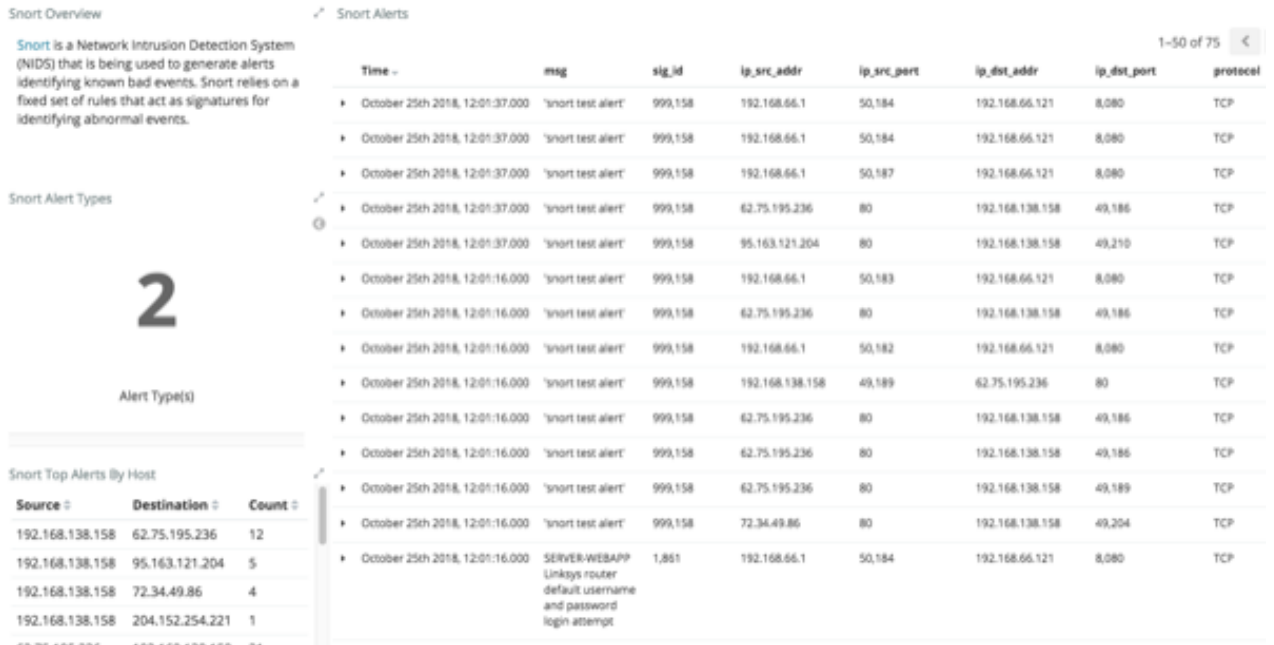 Snort Overview
Snort is a Network Intrusion Detection System
(NIDS) that is being used to generate alerts
identifying known bad events. Snort relies on a
fixed set of rules that act as signatures for
identifying abnormal events.
Snort Alert Types
2
Alert Type(s)
Snort Top Alerts By Host
Source Destination Count
192.168.138.158 62.75.195.236 12
192.168.138.158 95.163.121.204 5
192.168.138.158 72.34.49.86 4
192.168.138.158 204.152.254.221 1
Snort Alerts
1–50 of 75
Time msg sig_id ip_src_addr ip_src_port ip_dst_addr ip_dst_port protocol
October 25th 2018, 12:01:37.000 'snort test alert' 999,158 192.168.66.1 50,184 192.168.66.121 8,080 TCP
October 25th 2018, 12:01:37.000 'snort test alert' 999,158 192.168.66.1 50,184 192.168.66.121 8,080 TCP
October 25th 2018, 12:01:37.000 'snort test alert' 999,158 192.168.66.1 50,187 192.168.66.121 8,080 TCP
October 25th 2018, 12:01:37.000 'snort test alert' 999,158 62.75.195.236 80 192.168.138.158 49,186 TCP
October 25th 2018, 12:01:37.000 'snort test alert' 999,158 95.163.121.204 80 192.168.138.158 49,210 TCP
October 25th 2018, 12:01:16.000 'snort test alert' 999,158 192.168.66.1 50,183 192.168.66.121 8,080 TCP
October 25th 2018, 12:01:16.000 'snort test alert' 999,158 62.75.195.236 80 192.168.138.158 49,186 TCP
October 25th 2018, 12:01:16.000 'snort test alert' 999,158 192.168.66.1 50,182 192.168.66.121 8,080 TCP
October 25th 2018, 12:01:16.000 'snort test alert' 999,158 192.168.138.158 49,189 62.75.195.236 80 TCP
October 25th 2018, 12:01:16.000 'snort test alert' 999,158 62.75.195.236 80 192.168.138.158 49,186 TCP
October 25th 2018, 12:01:16.000 'snort test alert' 999,158 62.75.195.236 80 192.168.138.158 49,186 TCP
October 25th 2018, 12:01:16.000 'snort test alert' 999,158 62.75.195.236 80 192.168.138.158 49,189 TCP
October 25th 2018, 12:01:16.000 'snort test alert' 999,158 72.34.49.86 80 192.168.138.158 49,204 TCP
October 25th 2018, 12:01:16.000 SERVER-WEBAPP 1,861 192.168.66.1 50,184 192.168.66.121 8,080 TCP
Linksys router
default username
and password
login attempt